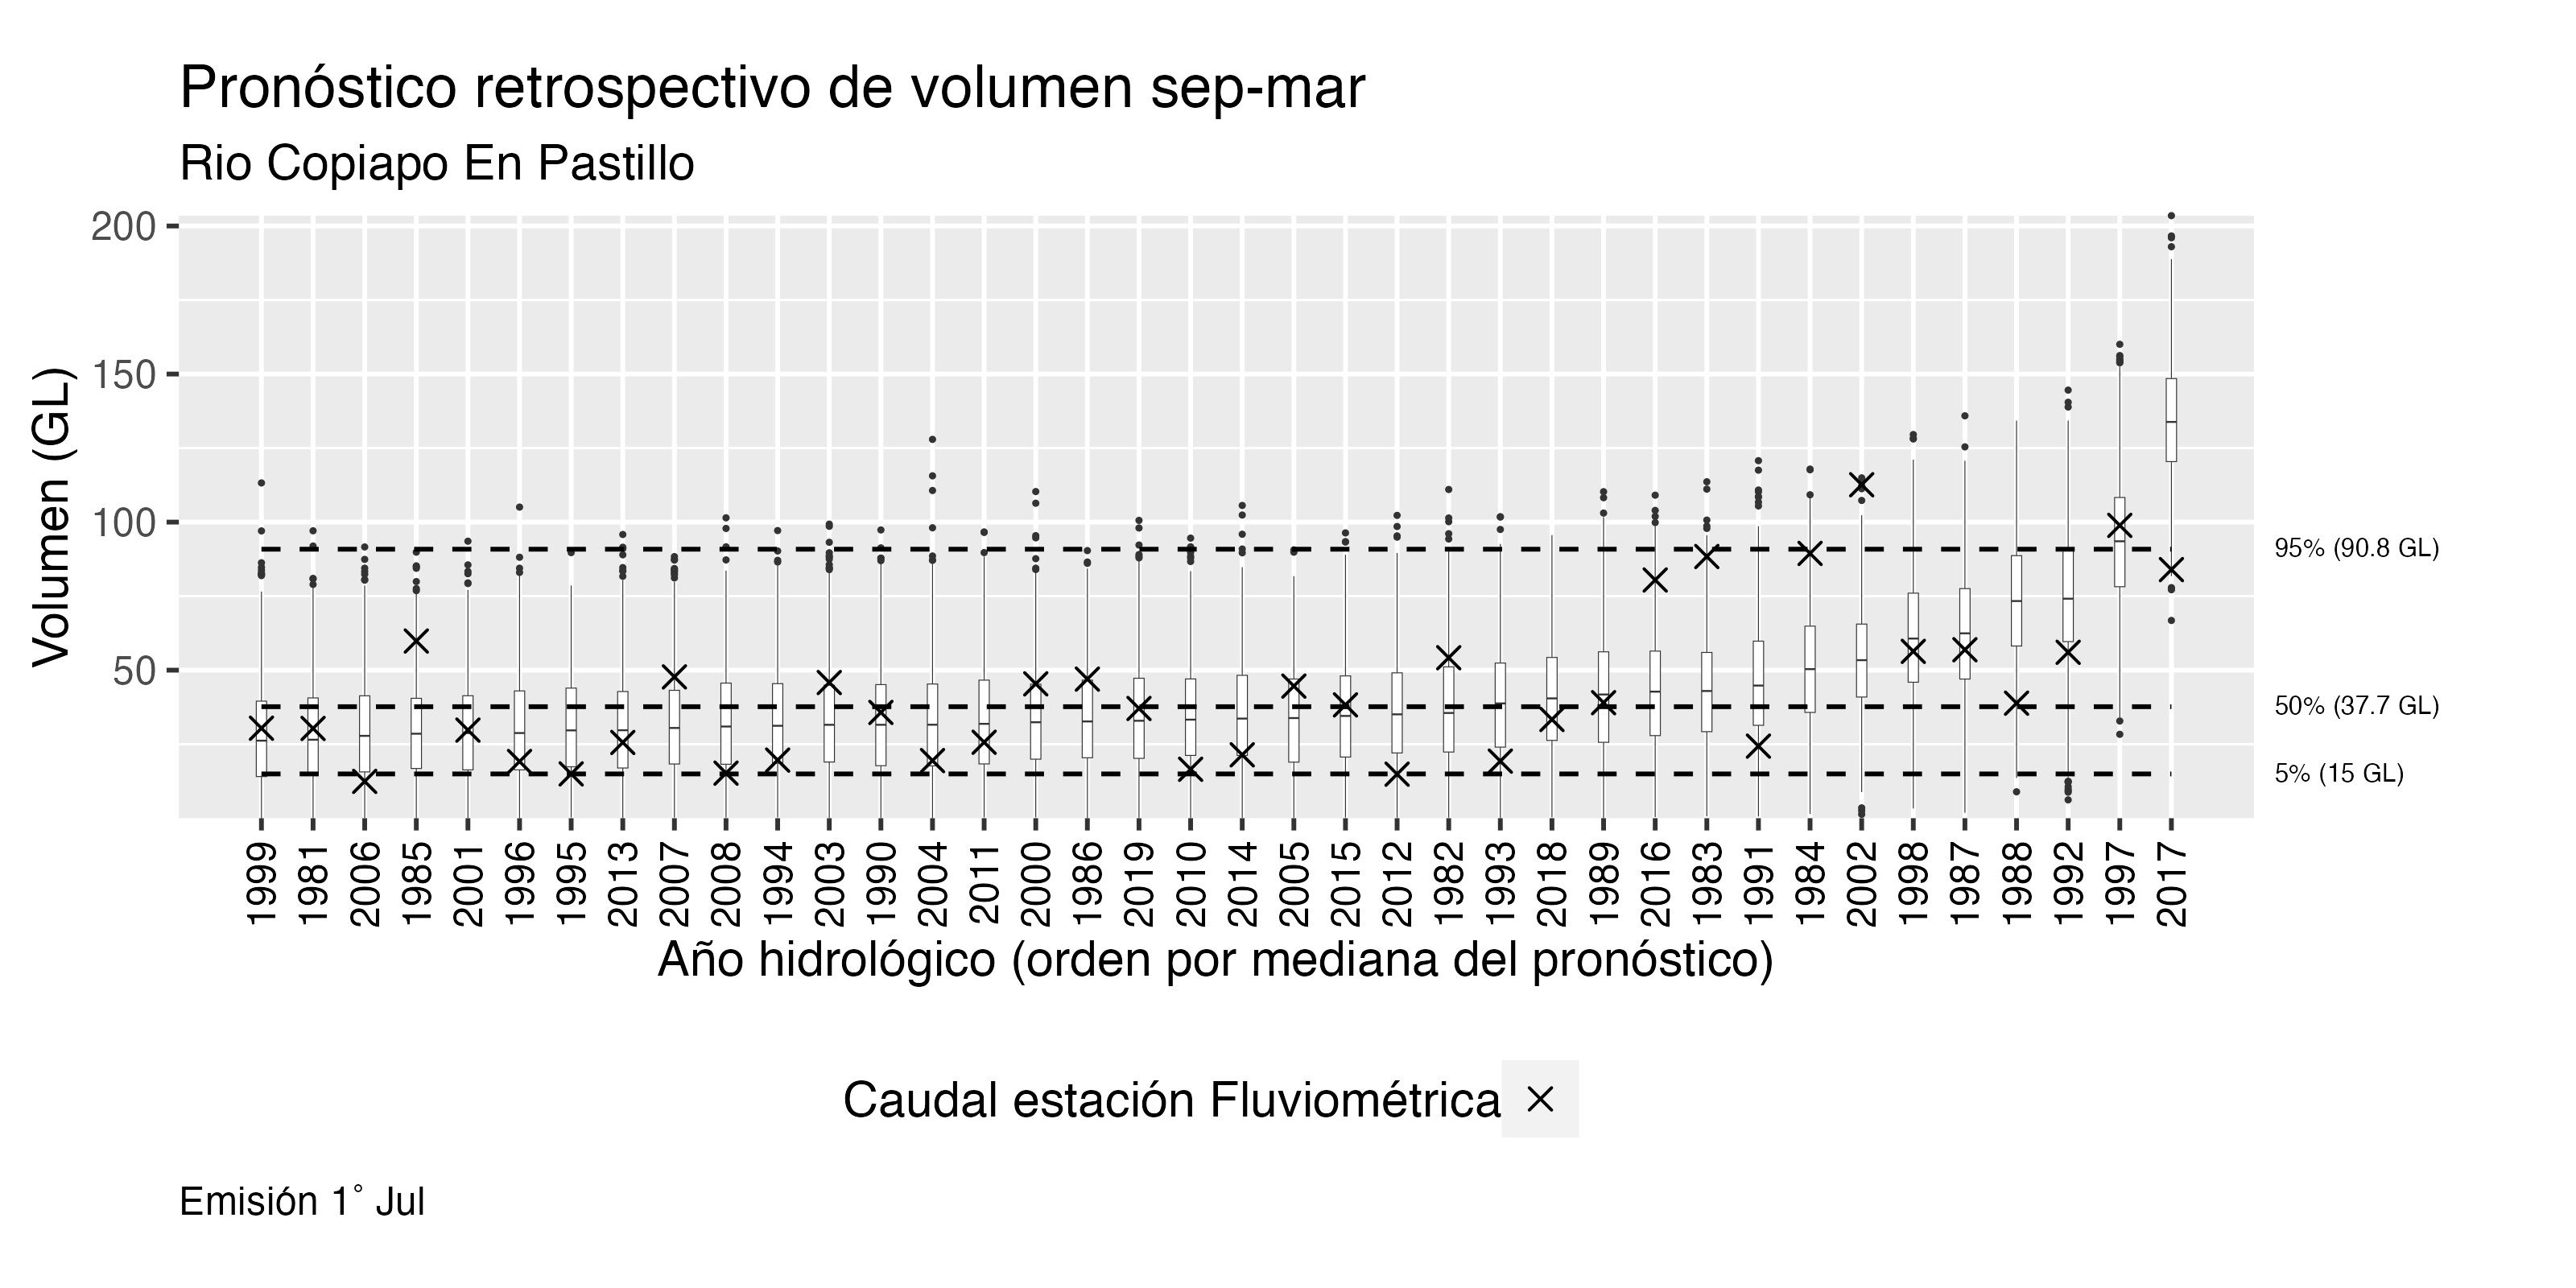 Pronóstico retrospectivo de volumen sep-mar
Rio Copiapo En Pastillo
Volumen (GL)
200
150
100
50
95% (90.8 GL)
50% (37.7 GL)
5% (15 GL)
1999 1981 2006 1985 2001 1996 1995 2013 2007 2008 1994 2003 1990 2004 2011 2000 1986 2019 2010 2014 2005 2015 2012 1982 1993 2018 1989 2016 1983 1991 1984 2002 1998 1987 1988 1992 1997 2017
Año hidrológico (orden por mediana del pronóstico)
Caudal estación Fluviométrica
Emisión 1° Jul